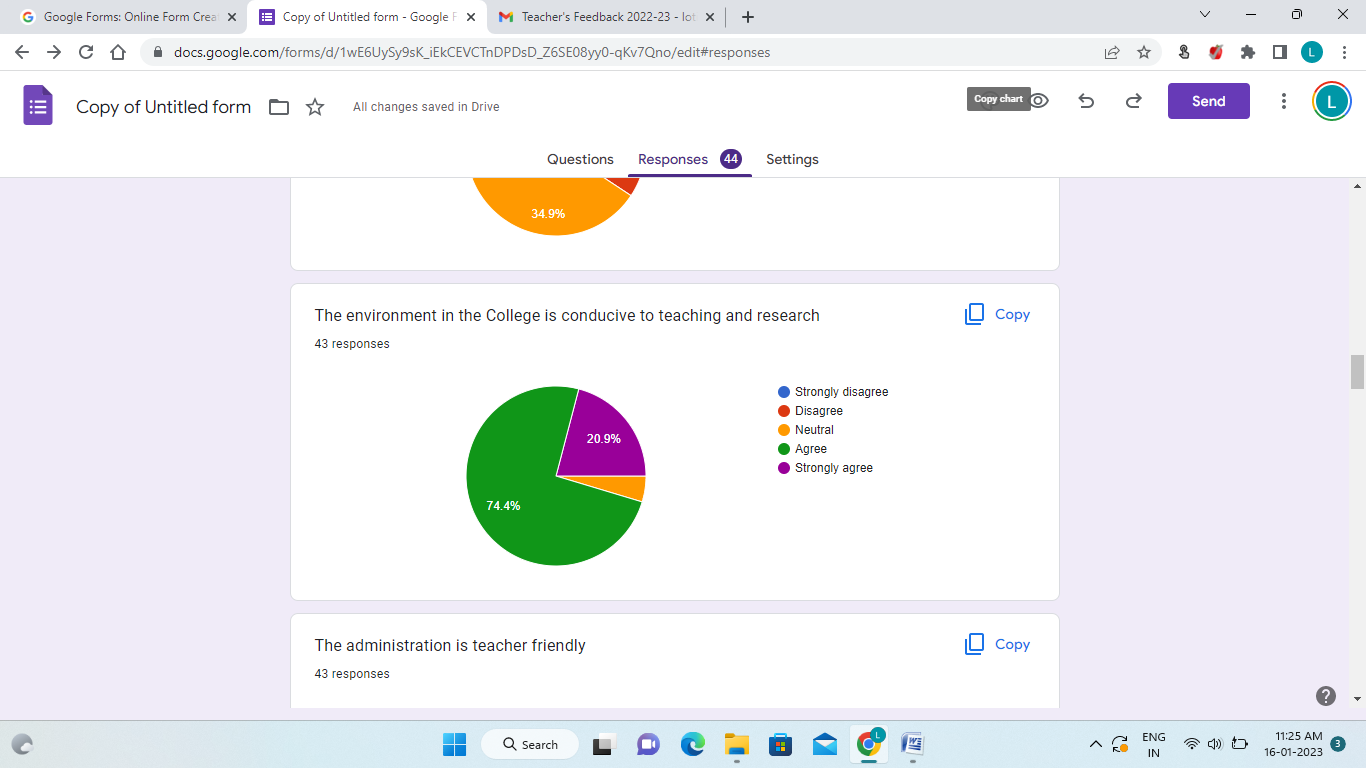 Google Forms: Online Form Crea
Copy of Untitled form - Google F
Teacher's Feedback 2022-23 - lot
docs.google.com/forms/d/1wE6UySy9sK_iEkCEVCTnDPDsD_Z6SE08yy0-qKv7Qno/edit#responses
L
Copy of Untitled form
All changes saved in Drive
Copy chart
Send
L
Questions
Responses 44
Settings
34.9%
The environment in the College is conducive to teaching and research
Copy
43 responses
Strongly disagree
Disagree
Neutral
Agree
Strongly agree
20.9%
74.4%
The administration is teacher friendly
Copy
43 responses
Search
L
ENG
IN
11:25 AM
16-01-2023
3